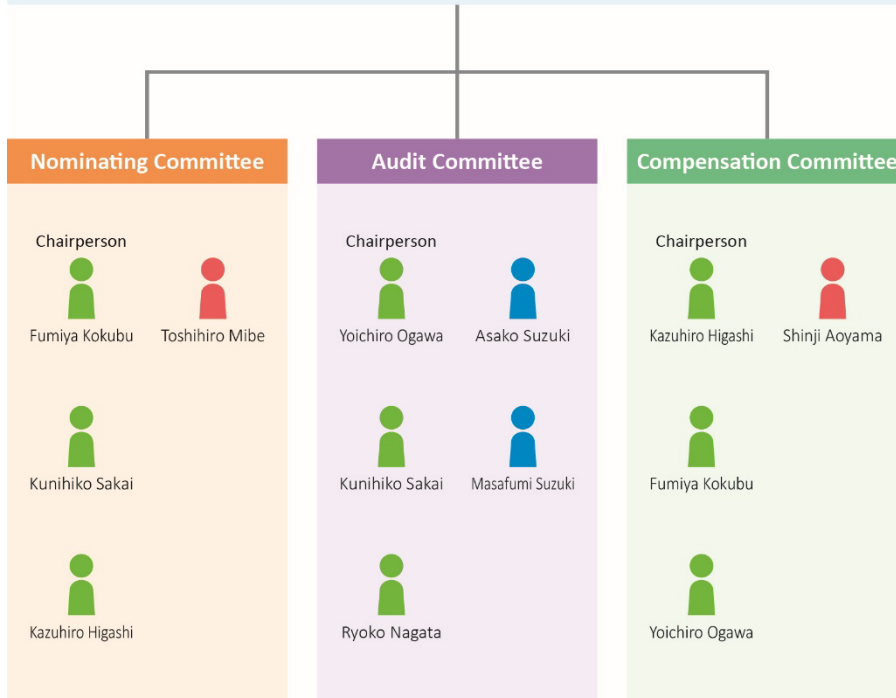 Nominating Committee
Audit Committee
Compensation Committee
Chairperson
Fumiya Kokubu
Toshihiro Mibe
Kunihiko Sakai
Kazuhiro Higashi
Chairperson
Yoichiro Ogawa
Asako Suzuki
Kunihiko Sakai
Masafumi Suzuki
Ryoko Nagata
Chairperson
Kazuhiro Higashi
Shinji Aoyama
Fumiya Kokubu
Yoichiro Ogawa